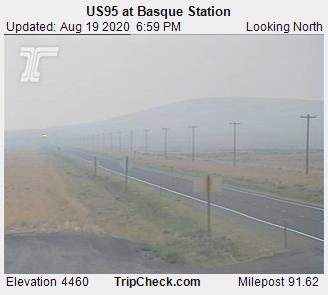 US95 at Basque Station
Updated: Aug 19 2020 6:59 PM Looking North
Elevation 4460 TripCheck.com Milepost 91.62